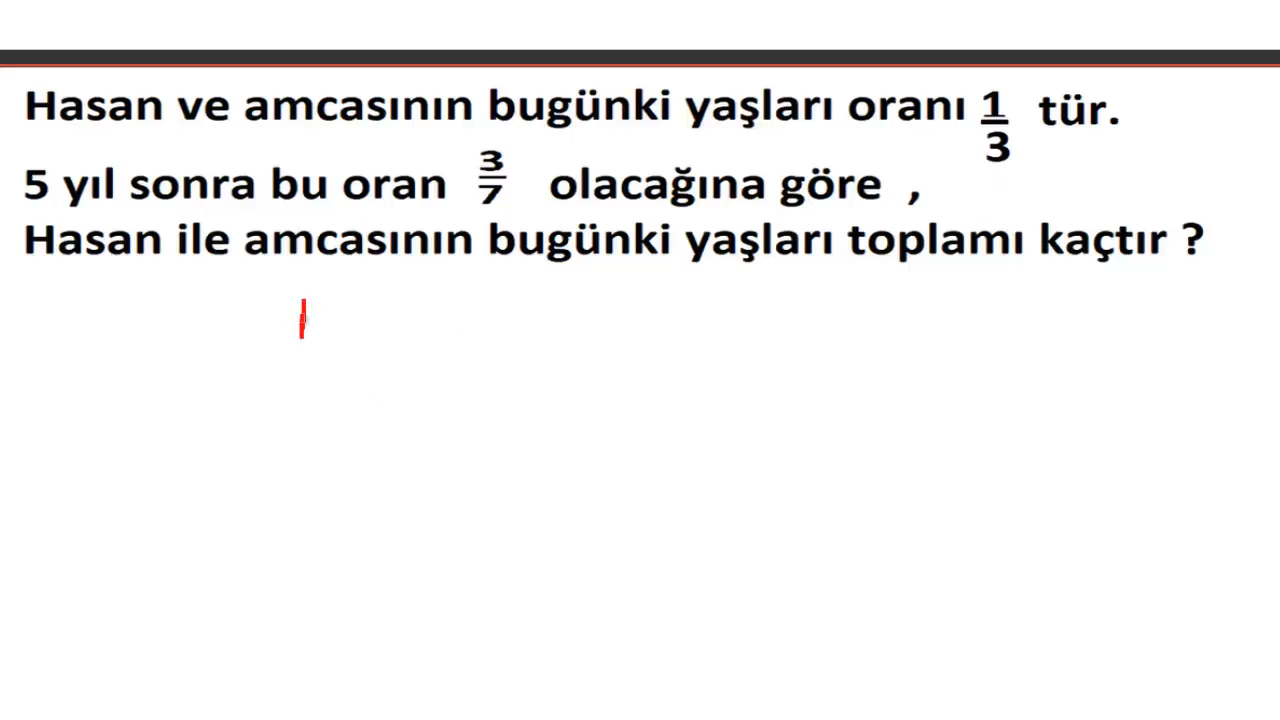 Hasan ve amcasının bugünki yaşları oranı 1/3 tür.
5 yıl sonra bu oran 3/7 olacağına göre ,
Hasan ile amcasının bugünki yaşları toplamı kaçtır ?